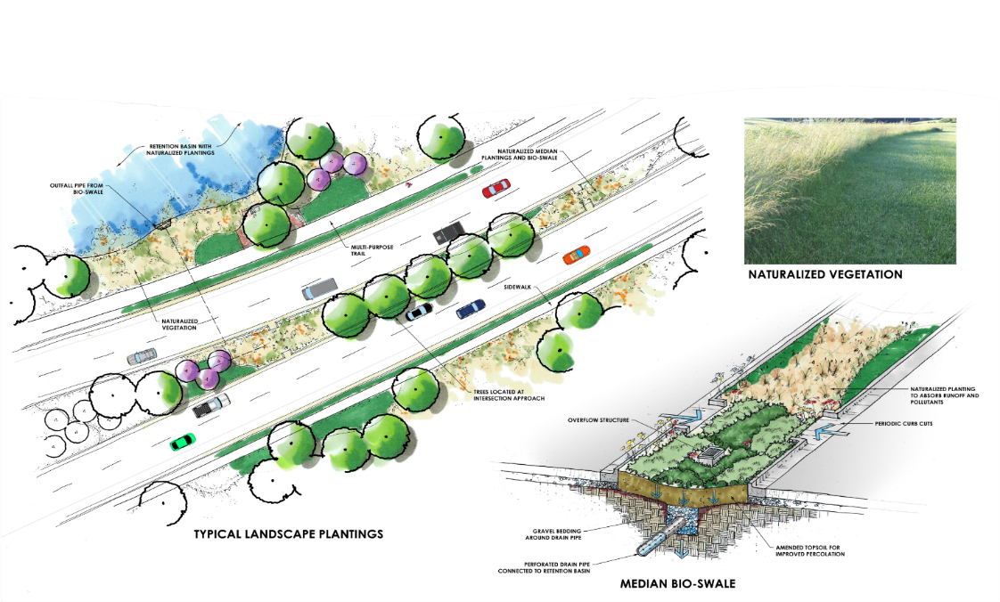 RETENTION BASIN WITH
NATURALIZED PLANTINGS
OUTFALL PIPE FROM
BIO-SWALE
NATURALIZED MEDIAN
PLANTINGS AND BIO-SWALE
MULTI-PURPOSE
TRAIL
SIDEWALK
NATURALIZED
VEGETATION
TREES LOCATED AT
INTERSECTION APPROACH
TYPICAL LANDSCAPE PLANTINGS
NATURALIZED VEGETATION
NATURALIZED PLANTING
TO ABSORB RUNOFF AND
POLLUTANTS
OVERFLOW STRUCTURE
PERIODIC CURB CUTS
GRAVEL BEDDING
AROUND DRAIN PIPE
AMENDED TOPSOIL FOR
IMPROVED PERCOLATION
PERFORATED DRAIN PIPE
CONNECTED TO RETENTION BASIN
MEDIAN BIO-SWALE